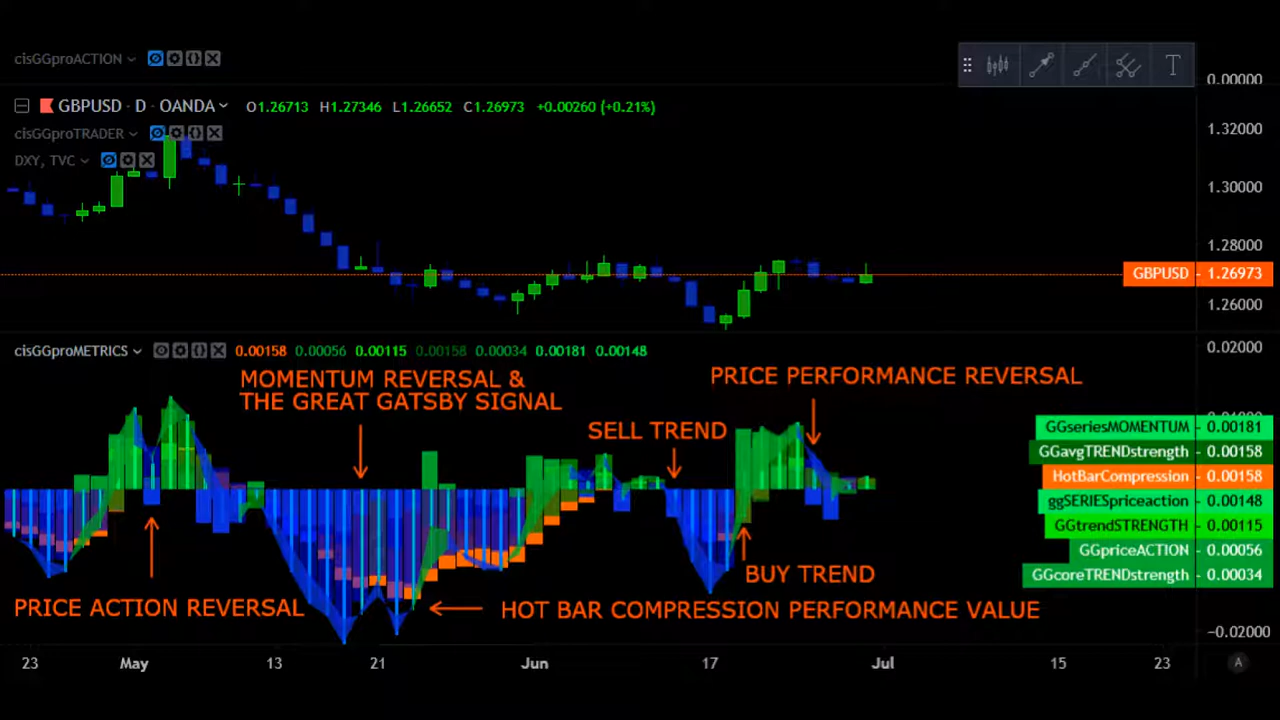 cisGGproACTION
0.00000
GBPUSD · D · OANDA O1.26713 H1.27346 L1.26652 C1.26973 +0.00260 (+0.21%)
1.32000
cisGGproTRADER
DXY, TVC
1.30000
1.28000
GBPUSD 1.26973
1.26000
cisGGproMETRICS 0.00158 0.00056 0.00115 0.00158 0.00034 0.00181 0.00148
0.02000
MOMENTUM REVERSAL &
THE GREAT GATSBY SIGNAL
PRICE PERFORMANCE REVERSAL
SELL TREND
GGseriesMOMENTUM 0.00181
GGavgTRENDstrength 0.00158
HotBarCompression 0.00158
ggSERIESpriceaction 0.00148
GGtrendSTRENGTH 0.00115
GGpriceACTION 0.00056
GGcoreTRENDstrength 0.00034
BUY TREND
PRICE ACTION REVERSAL
HOT BAR COMPRESSION PERFORMANCE VALUE
−0.02000
23 May 13 21 Jun 17 Jul 15 23
A
T